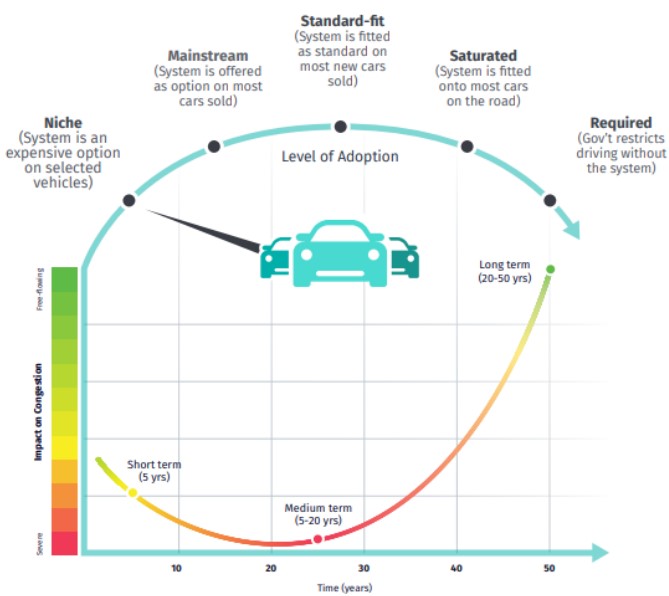 Standard-fit
(System is fitted
as standard on
most new cars
sold)
Mainstream
(System is offered
as option on most
cars sold)
Saturated
(System is fitted
onto most cars
on the road)
Niche
(System is an
expensive option
on selected
vehicles)
Required
(Gov't restricts
driving without
the system)
Level of Adoption
Free-flowing
Impact on Congestion
Severe
Long term
(20-50 yrs)
Short term
(5 yrs)
Medium term
(5-20 yrs)
10 20 30 40 50
Time (years)